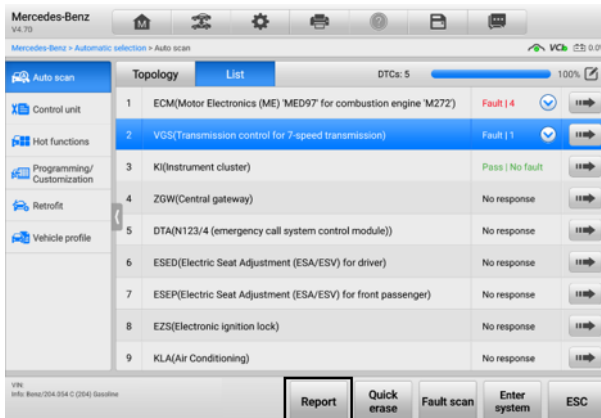 Mercedes-Benz
V4.70
Mercedes-Benz > Automatic selection > Auto scan
VCI 0.0
Auto scan
Control unit
Hot functions
Programming/
Customization
Retrofit
Vehicle profile
Topology List DTCs: 5 100%
1 ECM(Motor Electronics (ME) 'MED97' for combustion engine 'M272') Fault | 4
2 VGS(Transmission control for 7-speed transmission) Fault | 1
3 KI(Instrument cluster) Pass | No fault
4 ZGW(Central gateway) No response
5 DTA(N123/4 (emergency call system control module)) No response
6 ESED(Electric Seat Adjustment (ESA/ESV) for driver) No response
7 ESEP(Electric Seat Adjustment (ESA/ESV) for front passenger) No response
8 EZS(Electronic ignition lock) No response
9 KLA(Air Conditioning) No response
VIN:
Info: Benz/204.354 C (204) Gasoline
Report
Quick
erase
Fault scan
Enter
system
ESC